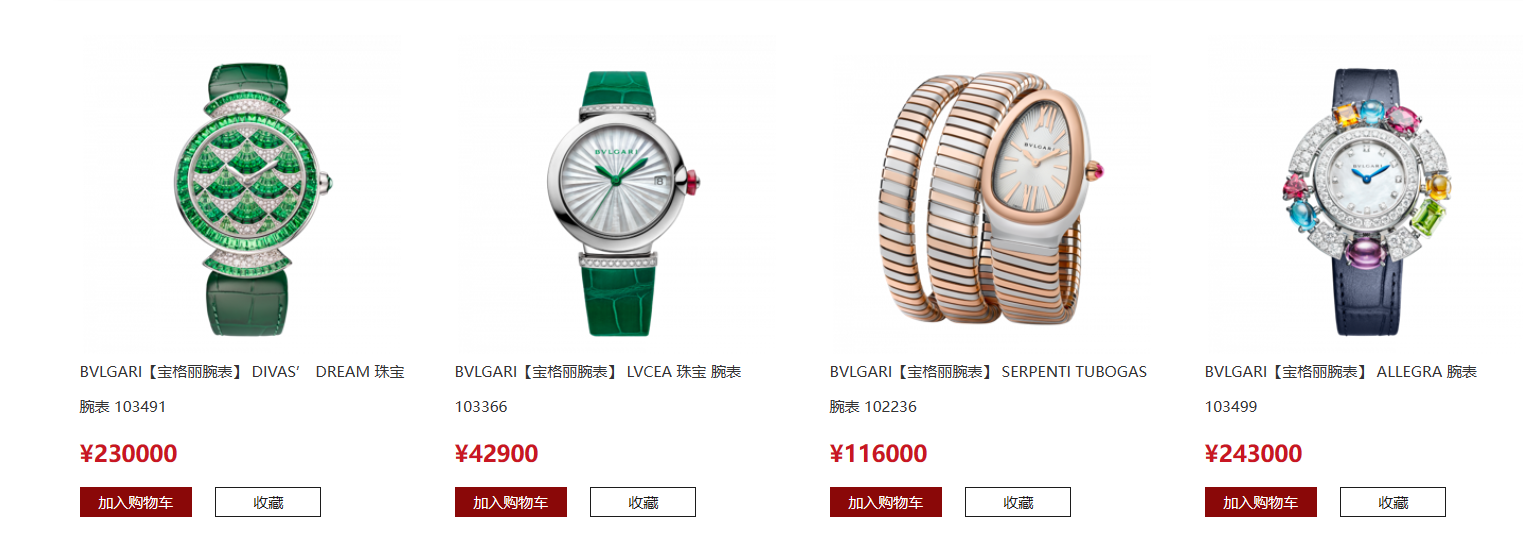 BVLGARI
BVLGARI
BVLGARI
BVLGARI【宝格丽腕表】 DIVAS’ DREAM 珠宝
腕表 103491
¥230000
加入购物车
收藏
BVLGARI【宝格丽腕表】 LVCEA 珠宝 腕表
103366
¥42900
加入购物车
收藏
BVLGARI【宝格丽腕表】 SERPENTI TUBOGAS
腕表 102236
¥116000
加入购物车
收藏
BVLGARI【宝格丽腕表】 ALLEGRA 腕表
103499
¥243000
加入购物车
收藏